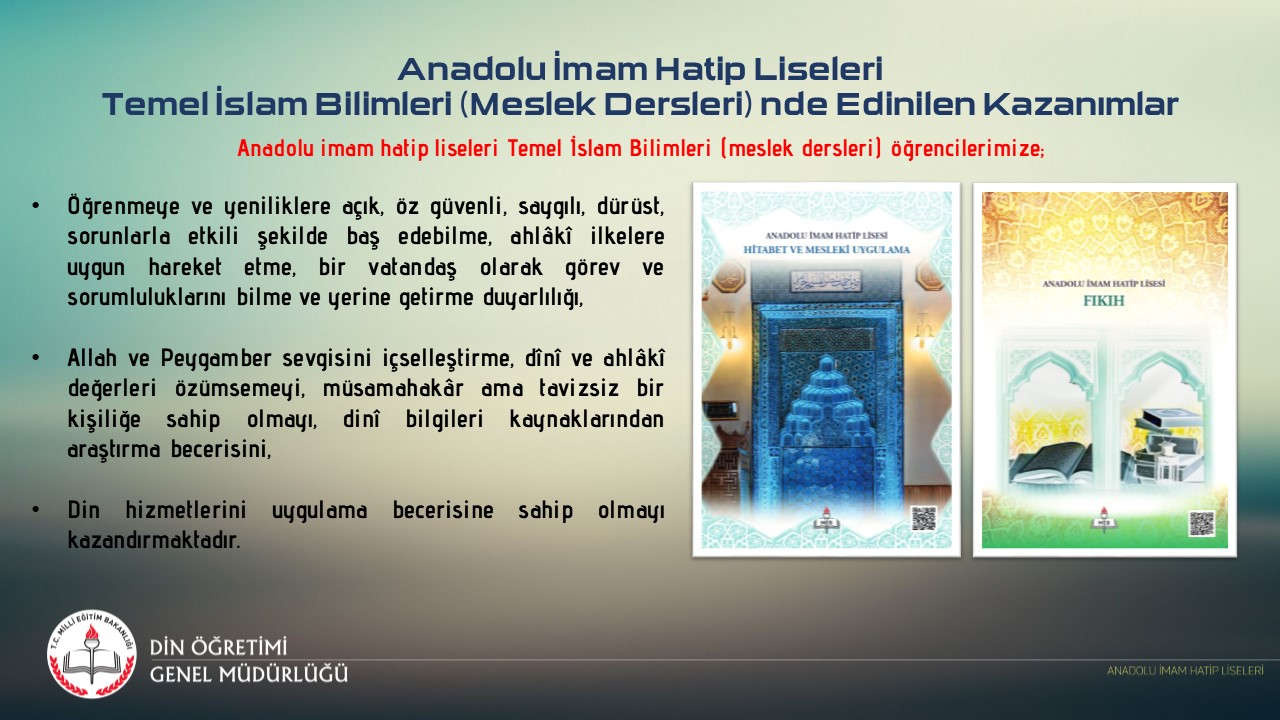 Anadolu İmam Hatip Liseleri
Temel İslam Bilimleri (Meslek Dersleri) nde Edinilen Kazanımlar
Anadolu imam hatip liseleri Temel İslam Bilimleri (meslek dersleri) öğrencilerimize;
• Öğrenmeye ve yeniliklere açık, öz güvenli, saygılı, dürüst,
sorunlarla etkili şekilde baş edebilme, ahlâkî ilkelere
uygun hareket etme, bir vatandaş olarak görev ve
sorumluluklarını bilme ve yerine getirme duyarlılığı,
• Allah ve Peygamber sevgisini içselleştirme, dînî ve ahlâkî
değerleri özümsemeyi, müsamahakâr ama tavizsiz bir
kişiliğe sahip olmayı, dinî bilgileri kaynaklarından
araştırma becerisini,
• Din hizmetlerini uygulama becerisine sahip olmayı
kazandırmaktadır.
ANADOLU İMAM HATİP LİSESİ
HİTABET VE MESLEKİ UYGULAMA
MEB
ANADOLU İMAM HATİP LİSESİ
FIKIH
MEB
T.C. MİLLÎ EĞİTİM BAKANLIĞI
DİN ÖĞRETİMİ
GENEL MÜDÜRLÜĞÜ
ANADOLU İMAM HATİP LİSELERİ